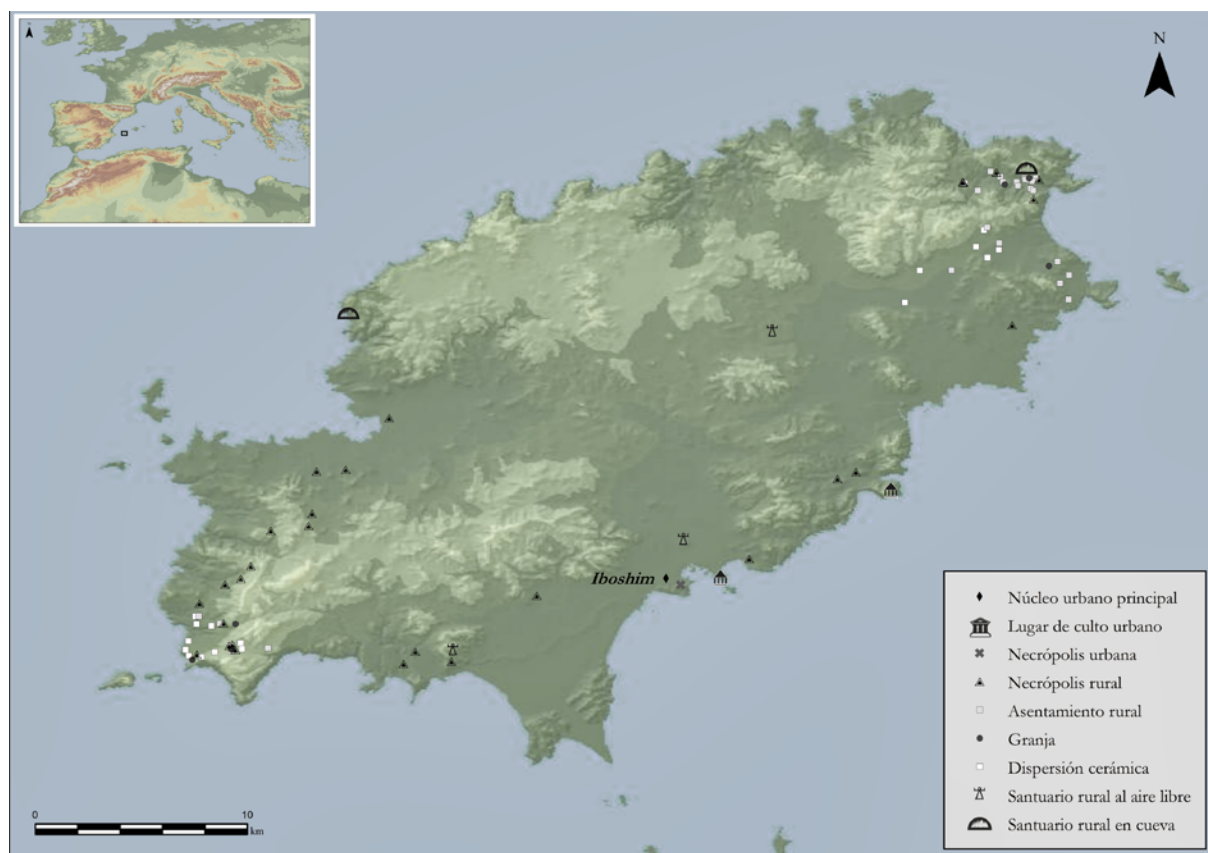 N
Iboshim
Núcleo urbano principal
Lugar de culto urbano
Necrópolis urbana
Necrópolis rural
Asentamiento rural
Granja
Dispersión cerámica
Santuario rural al aire libre
Santuario rural en cueva
0 10
km